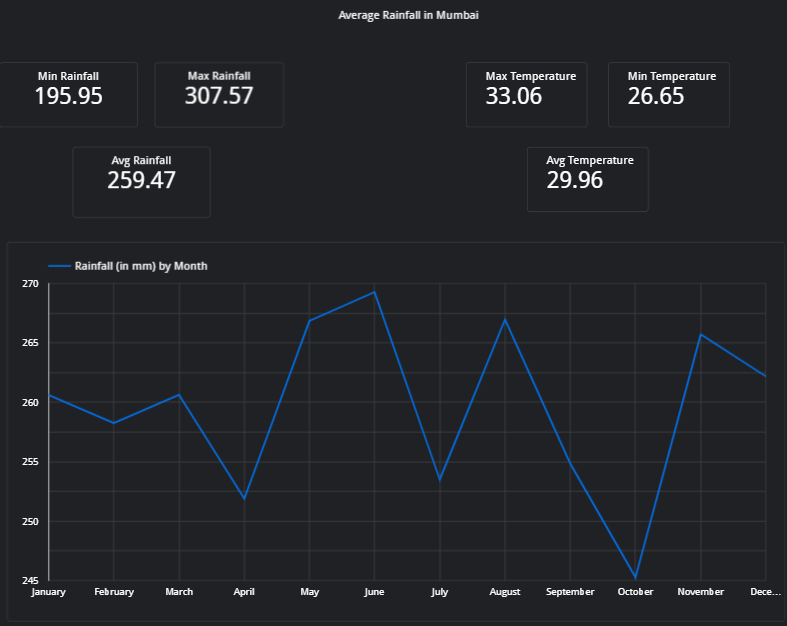 Average Rainfall in Mumbai
Min Rainfall
195.95
Max Rainfall
307.57
Max Temperature
33.06
Min Temperature
26.65
Avg Rainfall
259.47
Avg Temperature
29.96
Rainfall (in mm) by Month
270
265
260
255
250
245
January February March April May June July August September October November Dece...